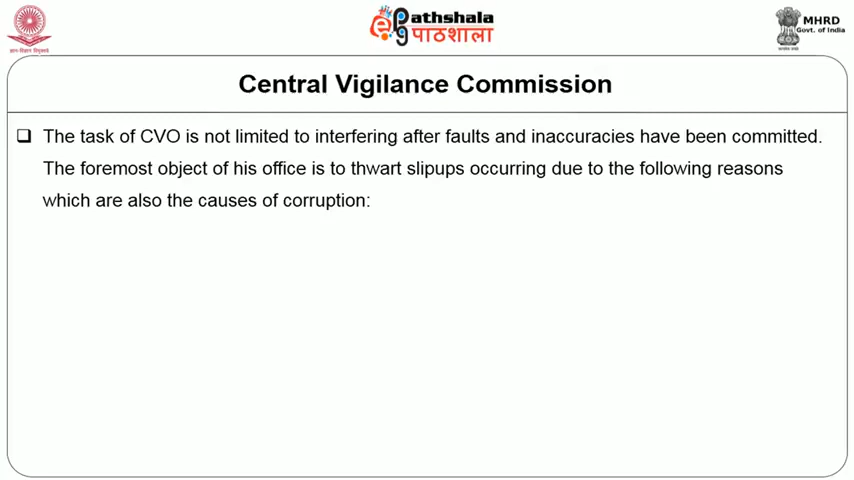 ePgPathshala
पाठशाला
MHRD
Govt. of India
Central Vigilance Commission
The task of CVO is not limited to interfering after faults and inaccuracies have been committed.
The foremost object of his office is to thwart slipups occurring due to the following reasons
which are also the causes of corruption: